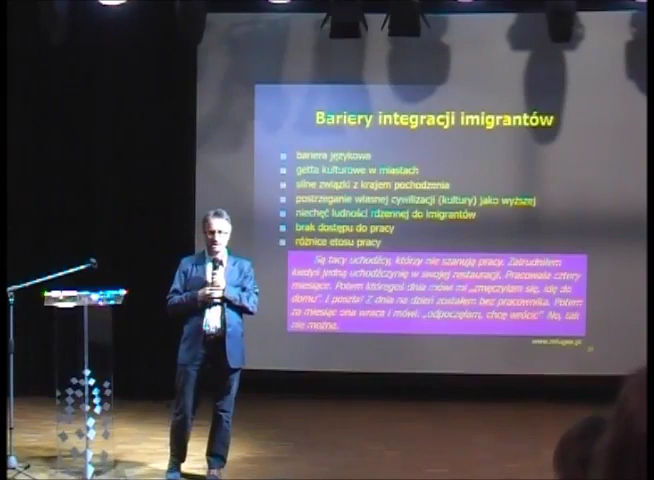 Bariery integracji imigrantów
bariera językowa
getta kulturowe w miastach
silne związki z krajem pochodzenia
postrzeganie własnej cywilizacji (kultury) jako wyższej
niechęć ludności rdzennej do imigrantów
brak dostępu do pracy
różnice etosu pracy
Są tacy uchodźcy, którzy nie szanują pracy. Zatrudniłem
kiedyś jedną uchodźczynię w swojej restauracji. Pracowała cztery
miesiące. Potem któregoś dnia mówi mi „zmęczyłam się, idę do
domu”. I poszła! Z dnia na dzień zostałem bez pracownika. Potem
za miesiąc ona wraca i mówi: „odpoczęłam, chcę wrócić” No, tak
nie można.
www.refugee.pl